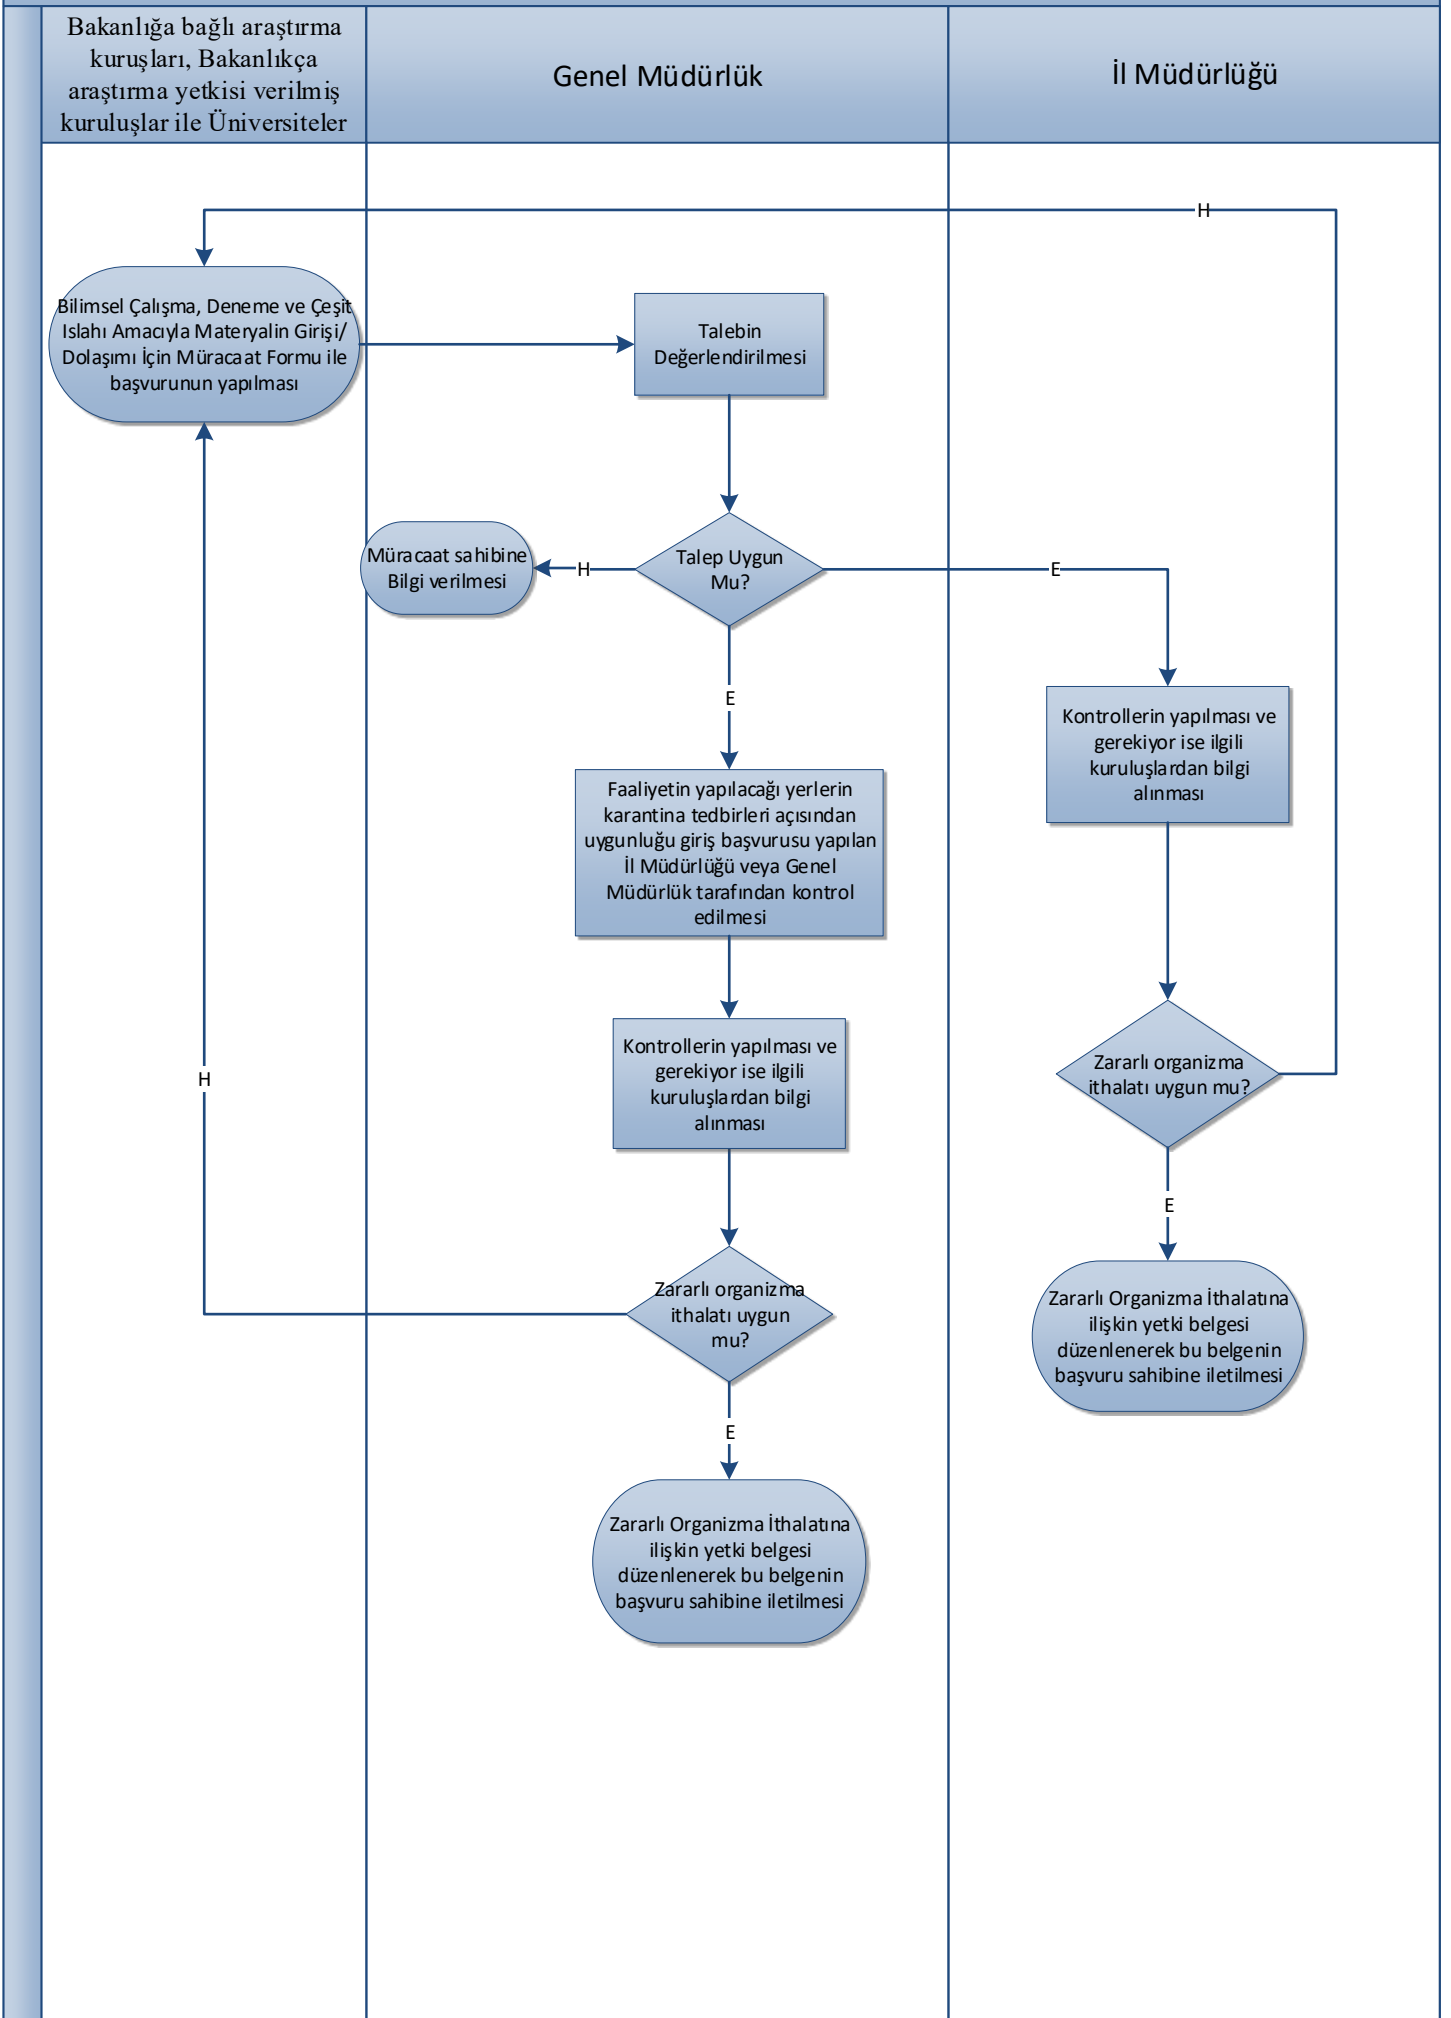 Bakanlığa bağlı araştırma
kuruşları, Bakanlıkça
araştırma yetkisi verilmiş
kuruluşlar ile Üniversiteler
Genel Müdürlük
İl Müdürlüğü
H
Bilimsel Çalışma, Deneme ve Çeşit
Islahı Amacıyla Materyalin Girişi/
Dolaşımı İçin Müracaat Formu ile
başvurunun yapılması
Talebin
Değerlendirilmesi
Müracaat sahibine
Bilgi verilmesi
H
Talep Uygun
Mu?
E
E
Kontrollerin yapılması ve
gerekiyor ise ilgili
kuruluşlardan bilgi
alınması
Faaliyetin yapılacağı yerlerin
karantina tedbirleri açısından
uygunluğu giriş başvurusu yapılan
İl Müdürlüğü veya Genel
Müdürlük tarafından kontrol
edilmesi
Kontrollerin yapılması ve
gerekiyor ise ilgili
kuruluşlardan bilgi
alınması
H
Zararlı organizma
ithalatı uygun mu?
E
Zararlı organizma
ithalatı uygun
mu?
Zararlı Organizma İthalatına
ilişkin yetki belgesi
düzenlenerek bu belgenin
başvuru sahibine iletilmesi
E
Zararlı Organizma İthalatına
ilişkin yetki belgesi
düzenlenerek bu belgenin
başvuru sahibine iletilmesi